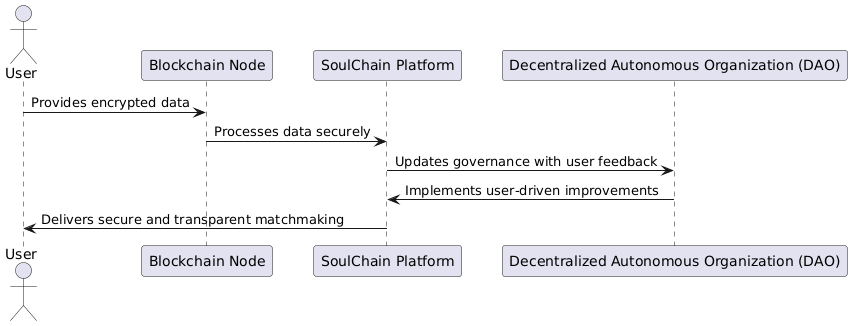 User
Blockchain Node
SoulChain Platform
Decentralized Autonomous Organization (DAO)
Provides encrypted data
Processes data securely
Updates governance with user feedback
Implements user-driven improvements
Delivers secure and transparent matchmaking
User
Blockchain Node
SoulChain Platform
Decentralized Autonomous Organization (DAO)